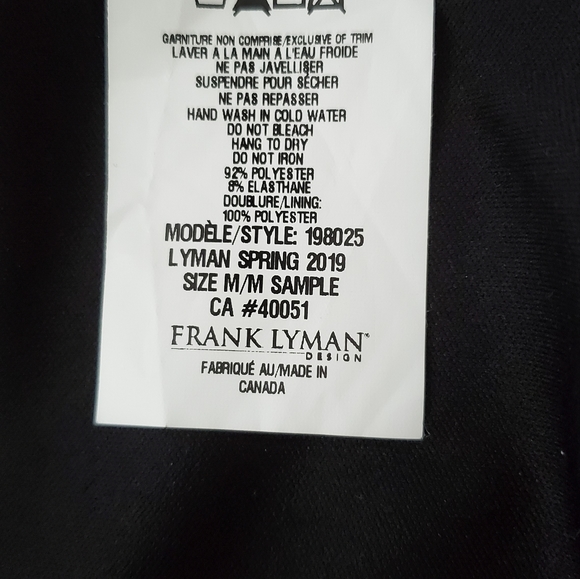 GARNITURE NON COMPRISE/EXCLUSIVE OF TRIM
LAVER A LA MAIN A L'EAU FROIDE
NE PAS JAVELLISER
SUSPENDRE POUR SÉCHER
NE PAS REPASSER
HAND WASH IN COLD WATER
DO NOT BLEACH
HANG TO DRY
DO NOT IRON
92% POLYESTER
8% ELASTHANE
DOUBLURE/LINING:
100% POLYESTER
MODÈLE/STYLE: 198025
LYMAN SPRING 2019
SIZE M/M SAMPLE
CA #40051
FRANK LYMAN
DESIGN
FABRIQUÉ AU/MADE IN
CANADA